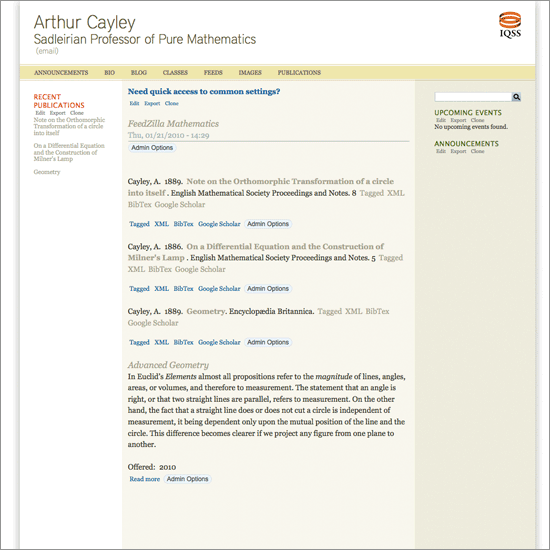 Arthur Cayley
Sadleirian Professor of Pure Mathematics
(email)
IQSS
ANNOUNCEMENTS BIO BLOG CLASSES FEEDS IMAGES PUBLICATIONS
RECENT
PUBLICATIONS
Edit Export Clone
Note on the Orthomorphic
Transformation of a circle
into itself
On a Differential Equation
and the Construction of
Milner's Lamp
Geometry
Need quick access to common settings?
Edit Export Clone
FeedZilla Mathematics
Thu, 01/21/2010 - 14:29
Admin Options
Cayley, A. 1889. Note on the Orthomorphic Transformation of a circle
into itself . English Mathematical Society Proceedings and Notes. 8 Tagged XML
BibTex Google Scholar
Tagged XML BibTex Google Scholar Admin Options
Cayley, A. 1886. On a Differential Equation and the Construction of
Milner's Lamp . English Mathematical Society Proceedings and Notes. 5 Tagged
XML BibTex Google Scholar
Tagged XML BibTex Google Scholar Admin Options
Cayley, A. 1889. Geometry. Encyclopædia Britannica. Tagged XML BibTex
Google Scholar
Tagged XML BibTex Google Scholar Admin Options
Advanced Geometry
In Euclid's Elements almost all propositions refer to the magnitude of lines, angles,
areas, or volumes, and therefore to measurement. The statement that an angle is
right, or that two straight lines are parallel, refers to measurement. On the other
hand, the fact that a straight line does or does not cut a circle is independent of
measurement, it being dependent only upon the mutual position of the line and the
circle. This difference becomes clearer if we project any figure from one plane to
another.
Offered: 2010
Read more Admin Options
UPCOMING EVENTS
Edit Export Clone
No upcoming events found.
ANNOUNCEMENTS
Edit Export Clone